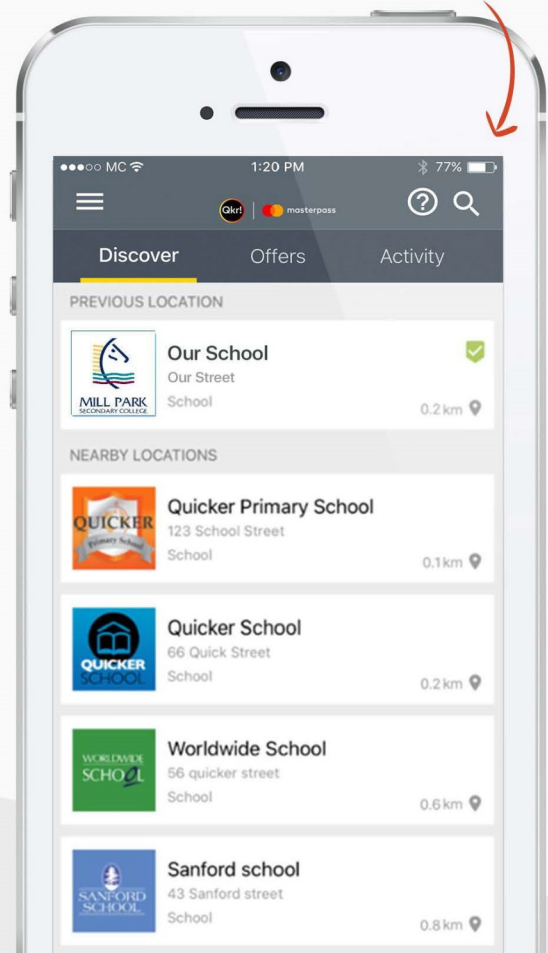 MC
1:20 PM
77%
Qkr!
masterpass
Discover
Offers
Activity
PREVIOUS LOCATION
MILL PARK
SECONDARY COLLEGE
Our School
Our Street
School
0.2 km
NEARBY LOCATIONS
QUICKER
Primary School
Quicker Primary School
123 School Street
School
0.1 km
QUICKER
SCHOOL
Quicker School
66 Quick Street
School
0.2 km
WORLDWIDE
SCHOOL
Worldwide School
56 quicker street
School
0.6 km
SANFORD
SCHOOL
Sanford school
43 Sanford street
School
0.8 km